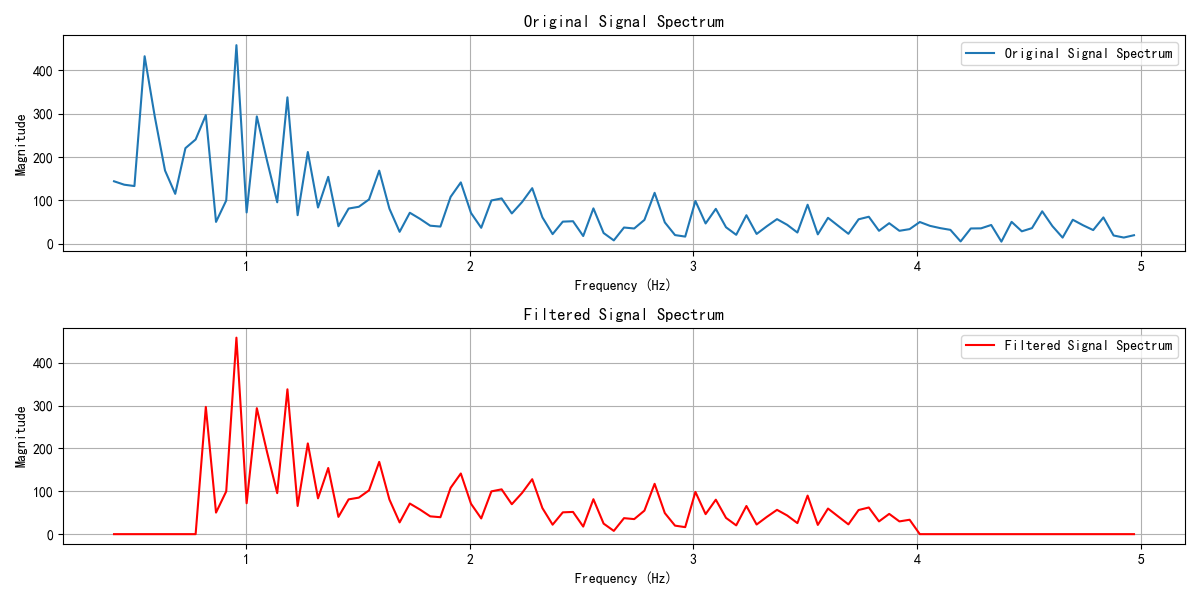 Original Signal Spectrum
Original Signal Spectrum
400
300
200
100
0
Magnitude
1 2 3 4 5
Frequency (Hz)
Filtered Signal Spectrum
Filtered Signal Spectrum
400
300
200
100
0
Magnitude
1 2 3 4 5
Frequency (Hz)